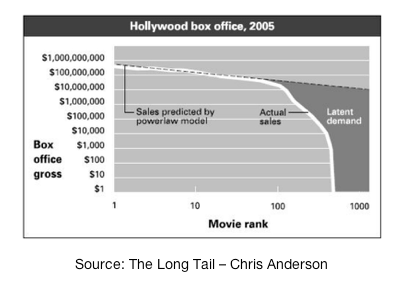 Hollywood box office, 2005
$1,000,000,000
$100,000,000
$10,000,000
$1,000,000
$100,000
$10,000
$1,000
$100
$10
$1
Box
office
gross
Sales predicted by
powerlaw model
Actual
sales
Latent
demand
1
10
100
1000
Movie rank
Source: The Long Tail – Chris Anderson